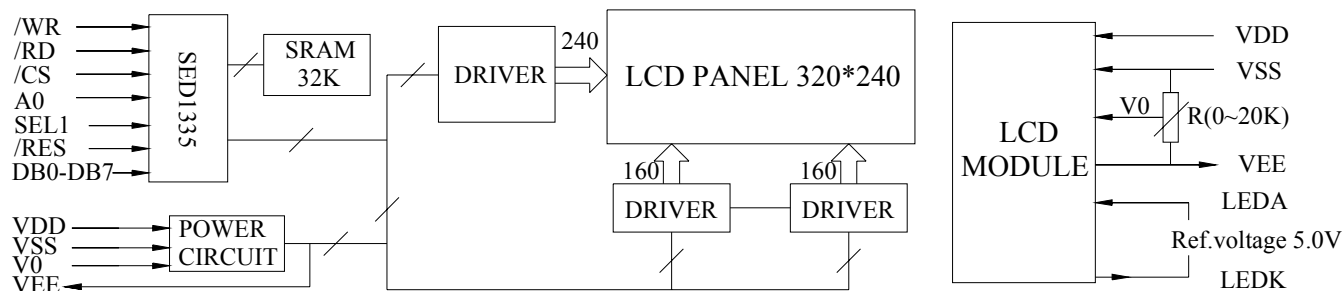 /WR
/RD
/CS
A0
SEL1
/RES
DB0-DB7
SED1335
SRAM
32K
DRIVER
240
LCD PANEL 320*240
160
160
DRIVER
DRIVER
VDD
VSS
V0
VEE
POWER
CIRCUIT
LCD
MODULE
VDD
VSS
V0
R(0~20K)
VEE
LEDA
Ref.voltage 5.0V
LEDK